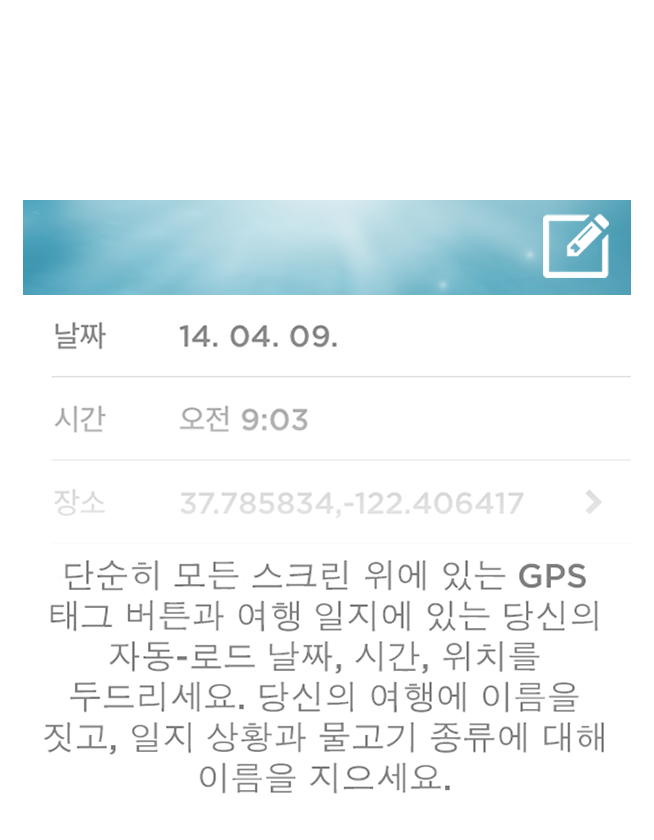 날짜 14. 04. 09.
시간 오전 9:03
장소 37.785834,-122.406417
단순히 모든 스크린 위에 있는 GPS
태그 버튼과 여행 일지에 있는 당신의
자동-로드 날짜, 시간, 위치를
두드리세요. 당신의 여행에 이름을
짓고, 일지 상황과 물고기 종류에 대해
이름을 지으세요.